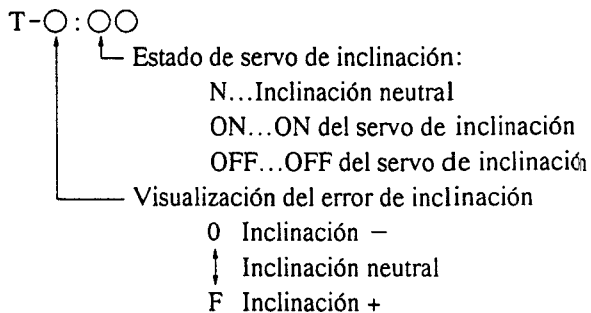 T-○:○○
Estado de servo de inclinación:
N...Inclinación neutral
ON...ON del servo de inclinación
OFF...OFF del servo de inclinación
Visualización del error de inclinación
0 Inclinación −
↕ Inclinación neutral
F Inclinación +